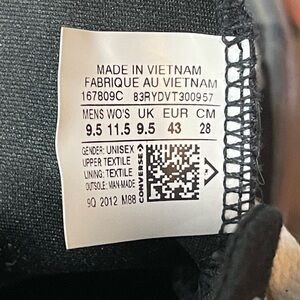 MADE IN VIETNAM
FABRIQUE AU VIETNAM
167809C 83RYDVT300957
MENS WO'S UK EUR CM
9.5 11.5 9.5 43 28
GENDER: UNISEX
UPPER: TEXTILE
LINING: TEXTILE
OUTSOLE: MAN-MADE
CONVERSE
9Q 2012 M88